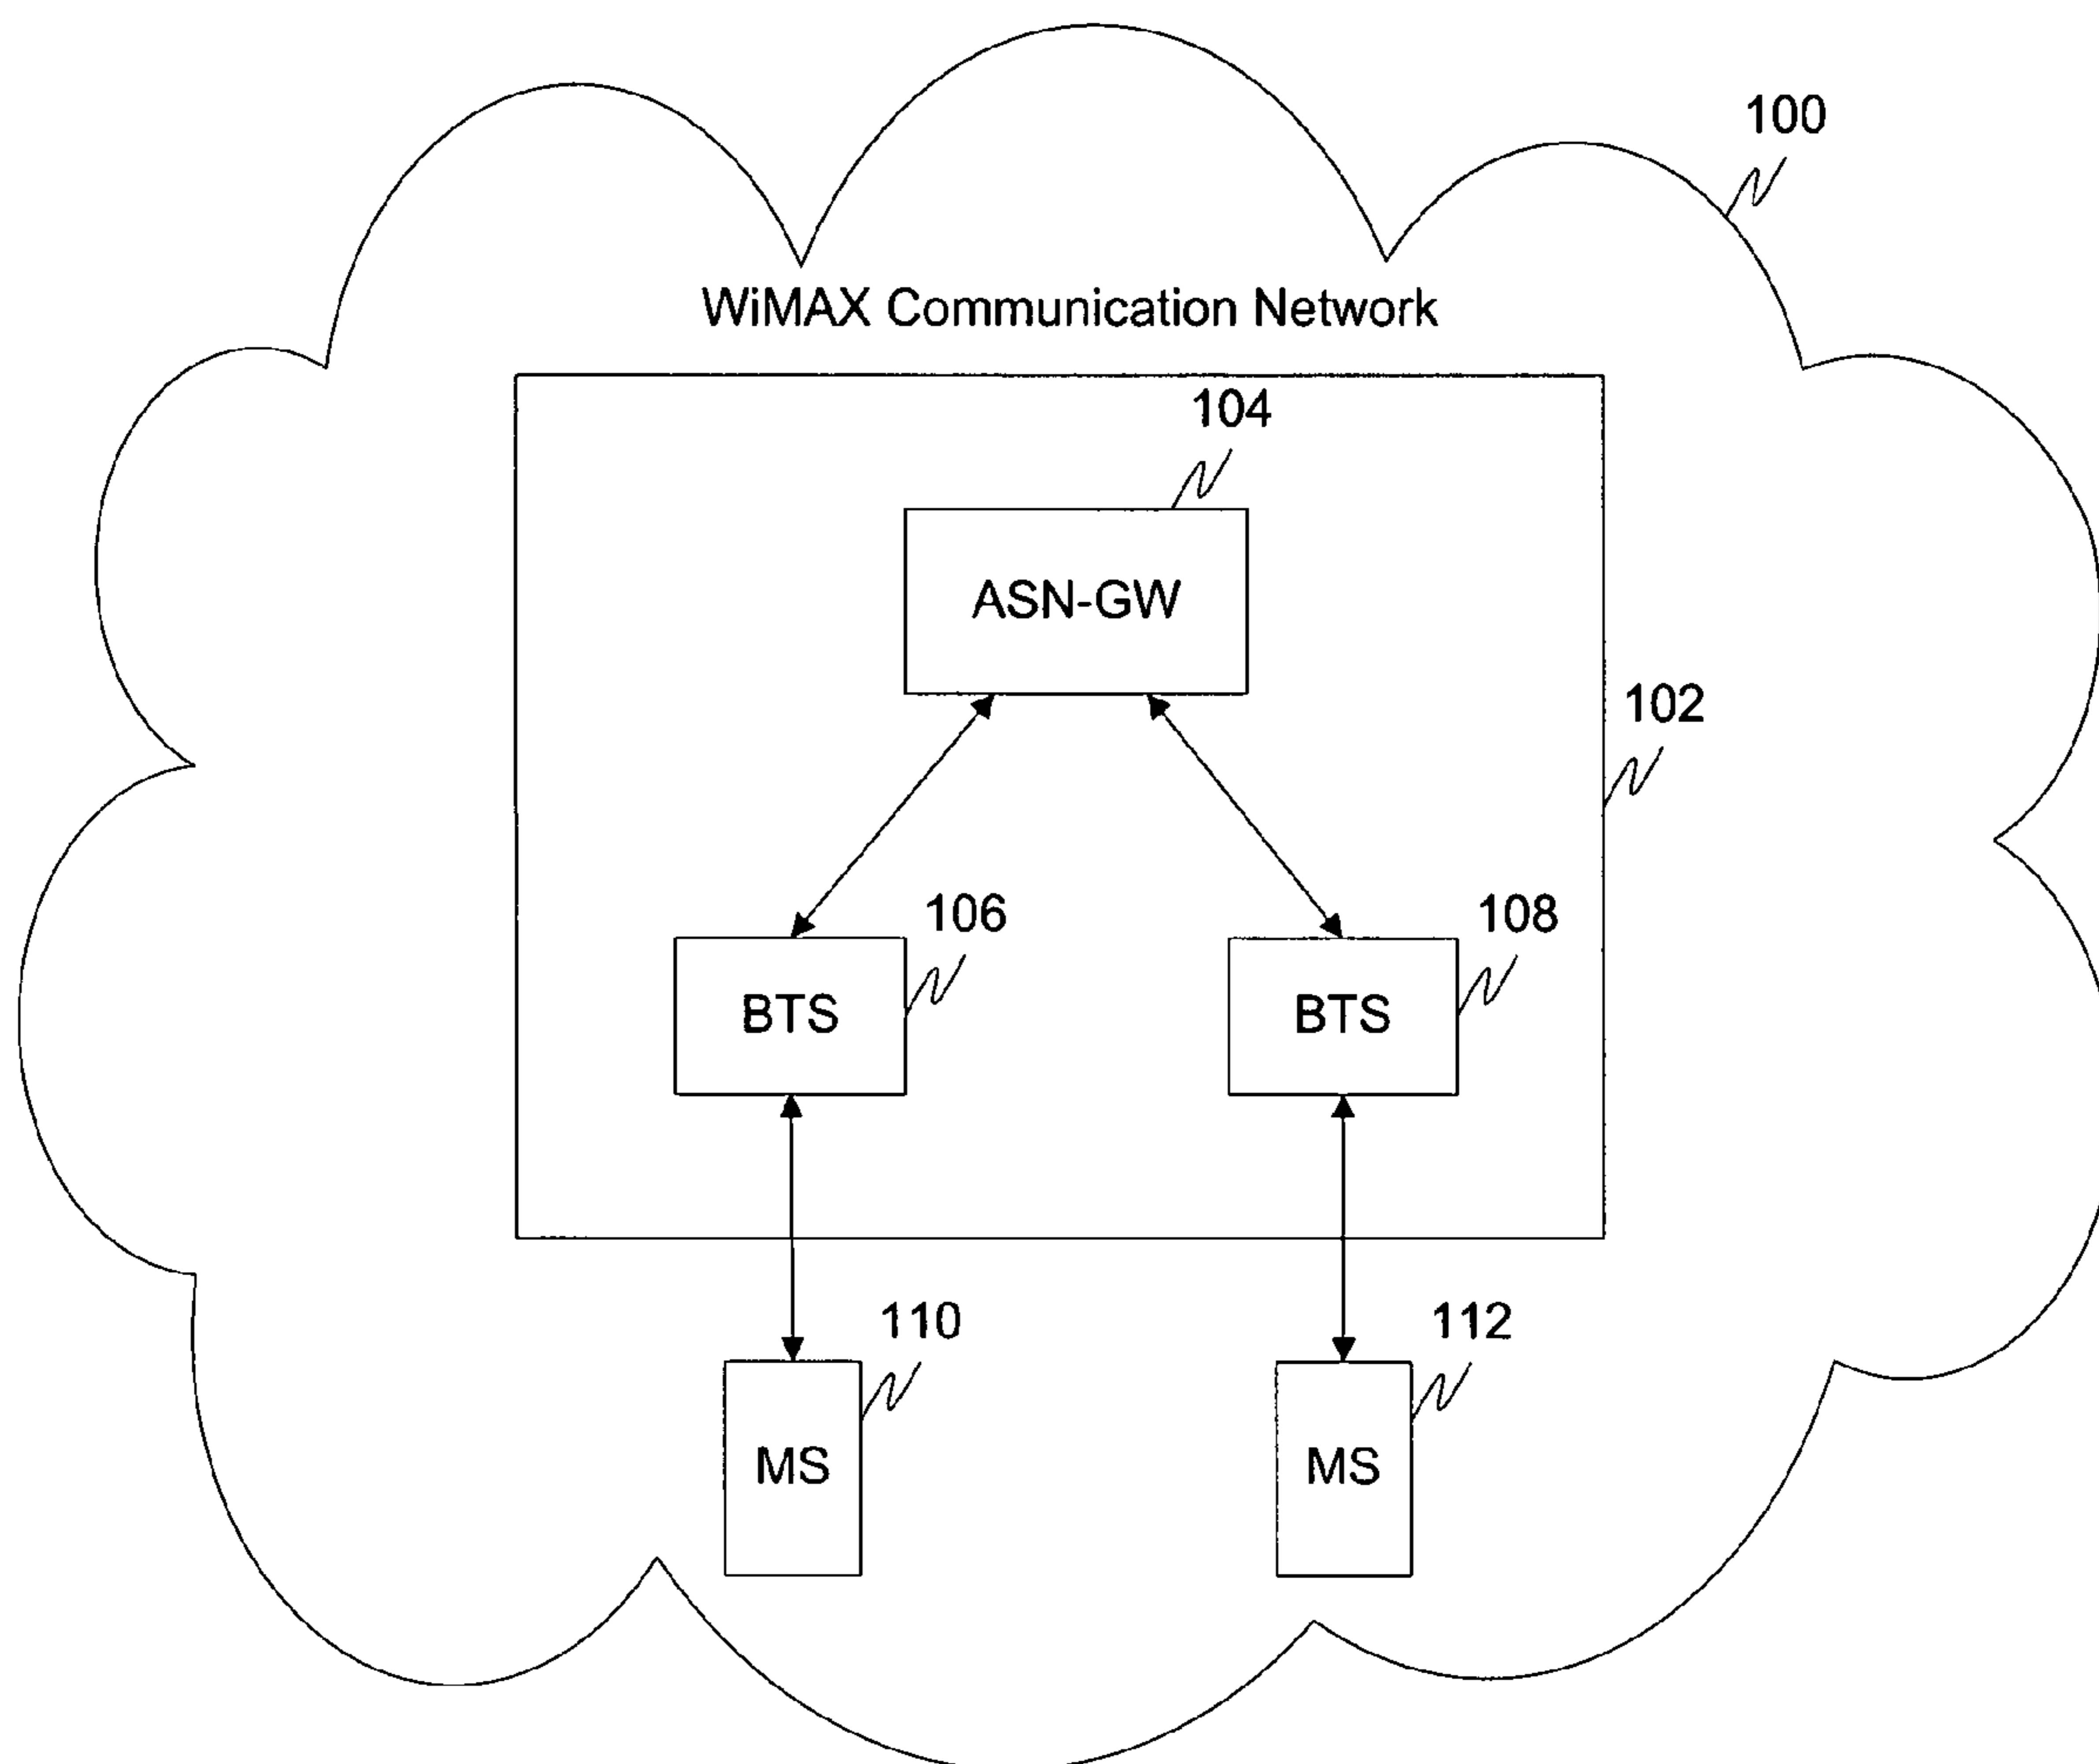 100
WiMAX Communication Network
104
ASN-GW
102
106
108
BTS
BTS
110
112
MS
MS